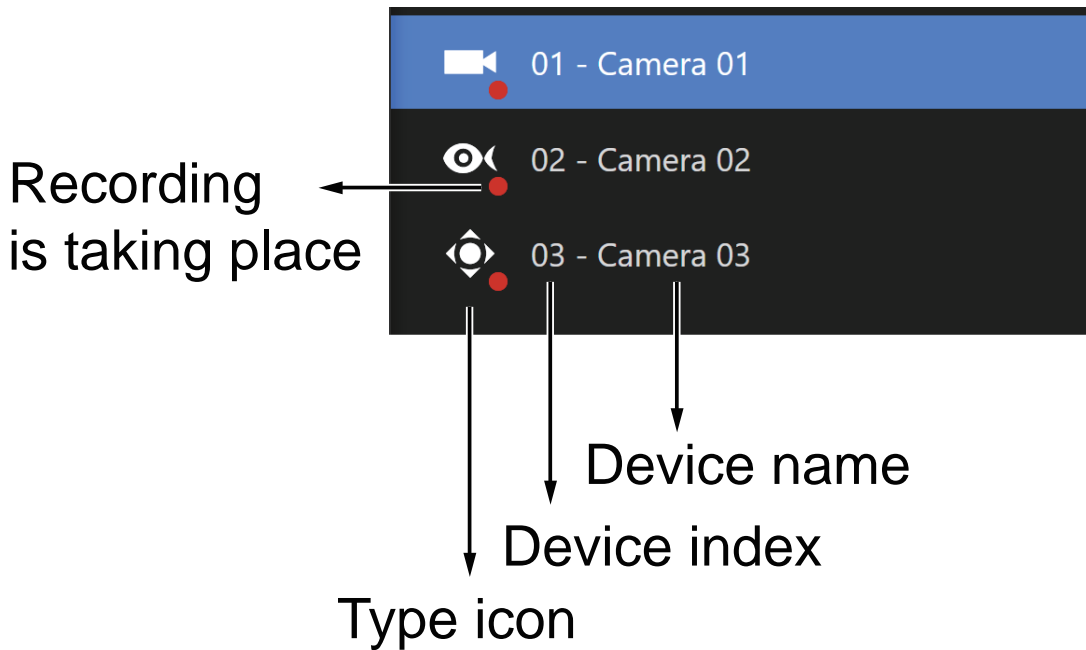 01 - Camera 01
02 - Camera 02
Recording
is taking place
03 - Camera 03
Device name
Device index
Type icon